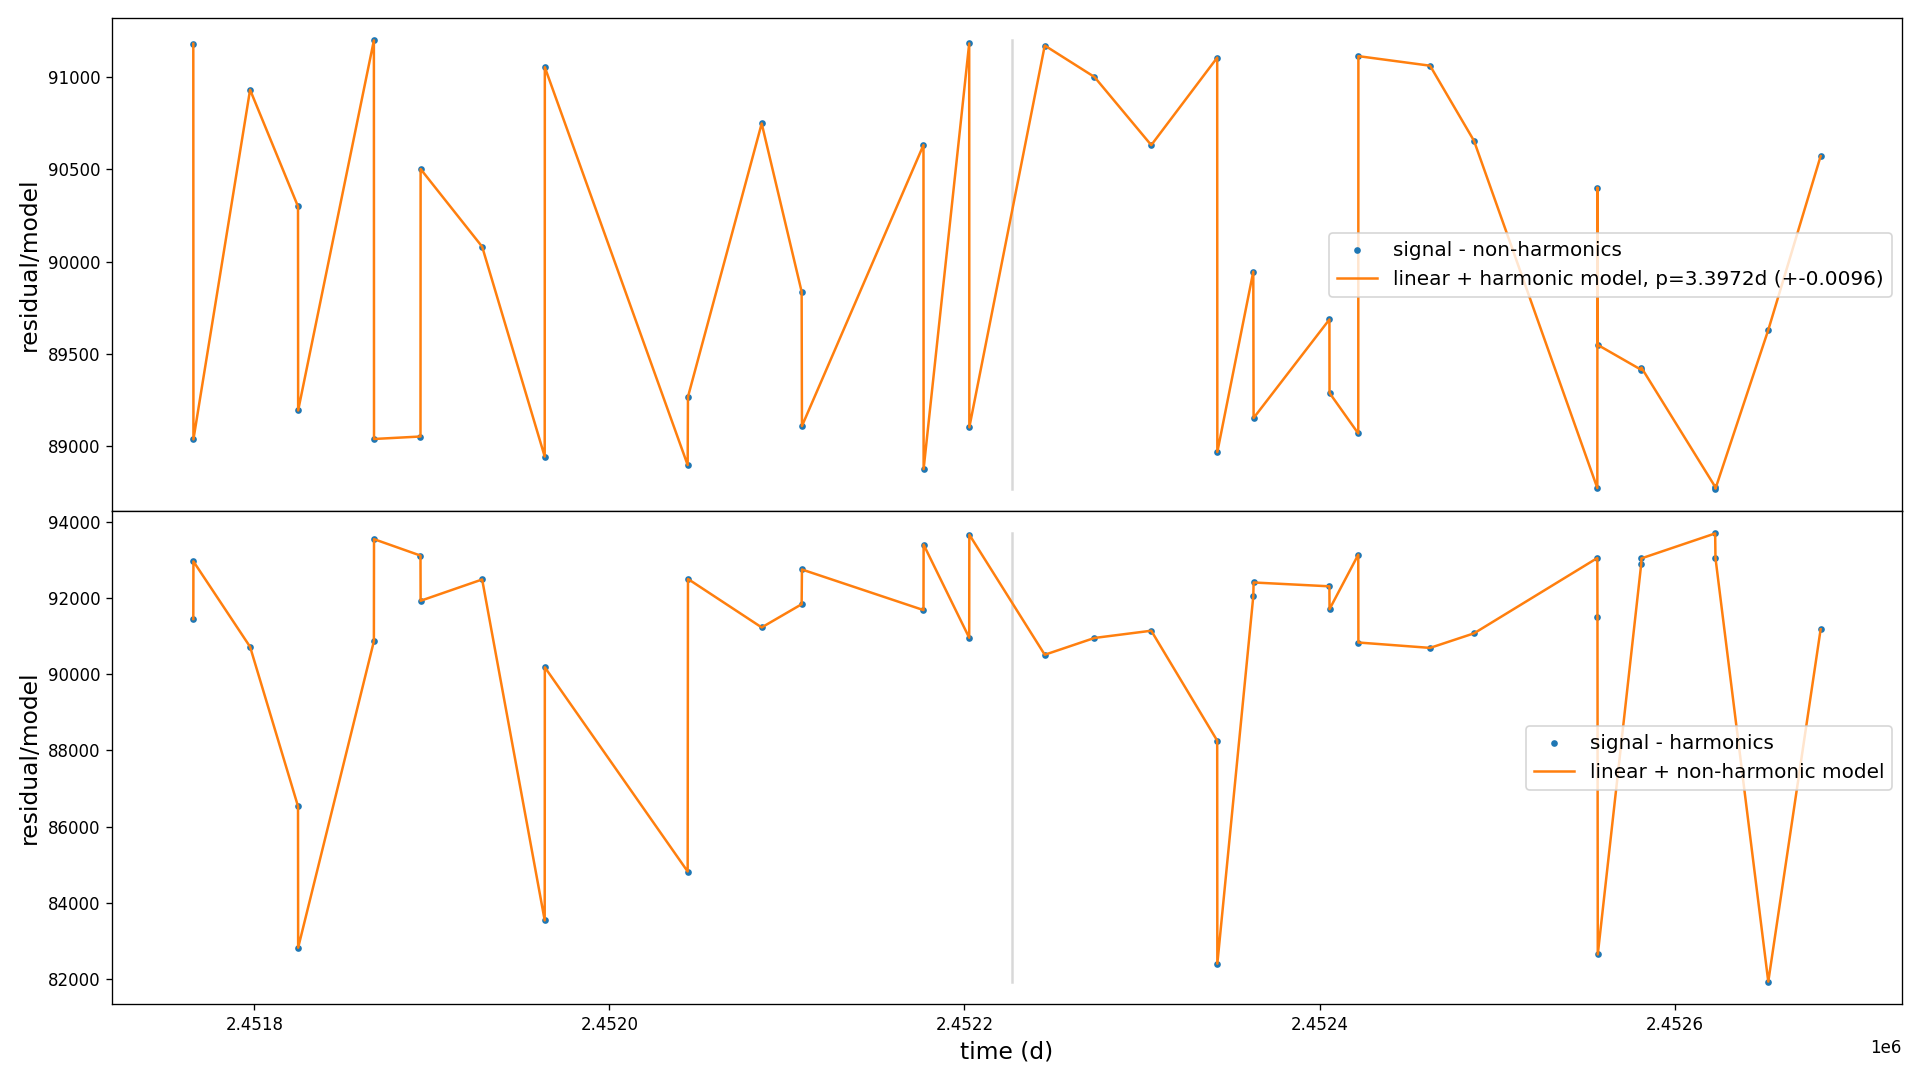 91000
90500
90000
89500
89000
residual/model
signal - non-harmonics
linear + harmonic model, p=3.3972d (+-0.0096)
94000
92000
90000
88000
86000
84000
82000
residual/model
signal - harmonics
linear + non-harmonic model
2.4518 2.4520 2.4522 2.4524 2.4526
time (d)
1e6